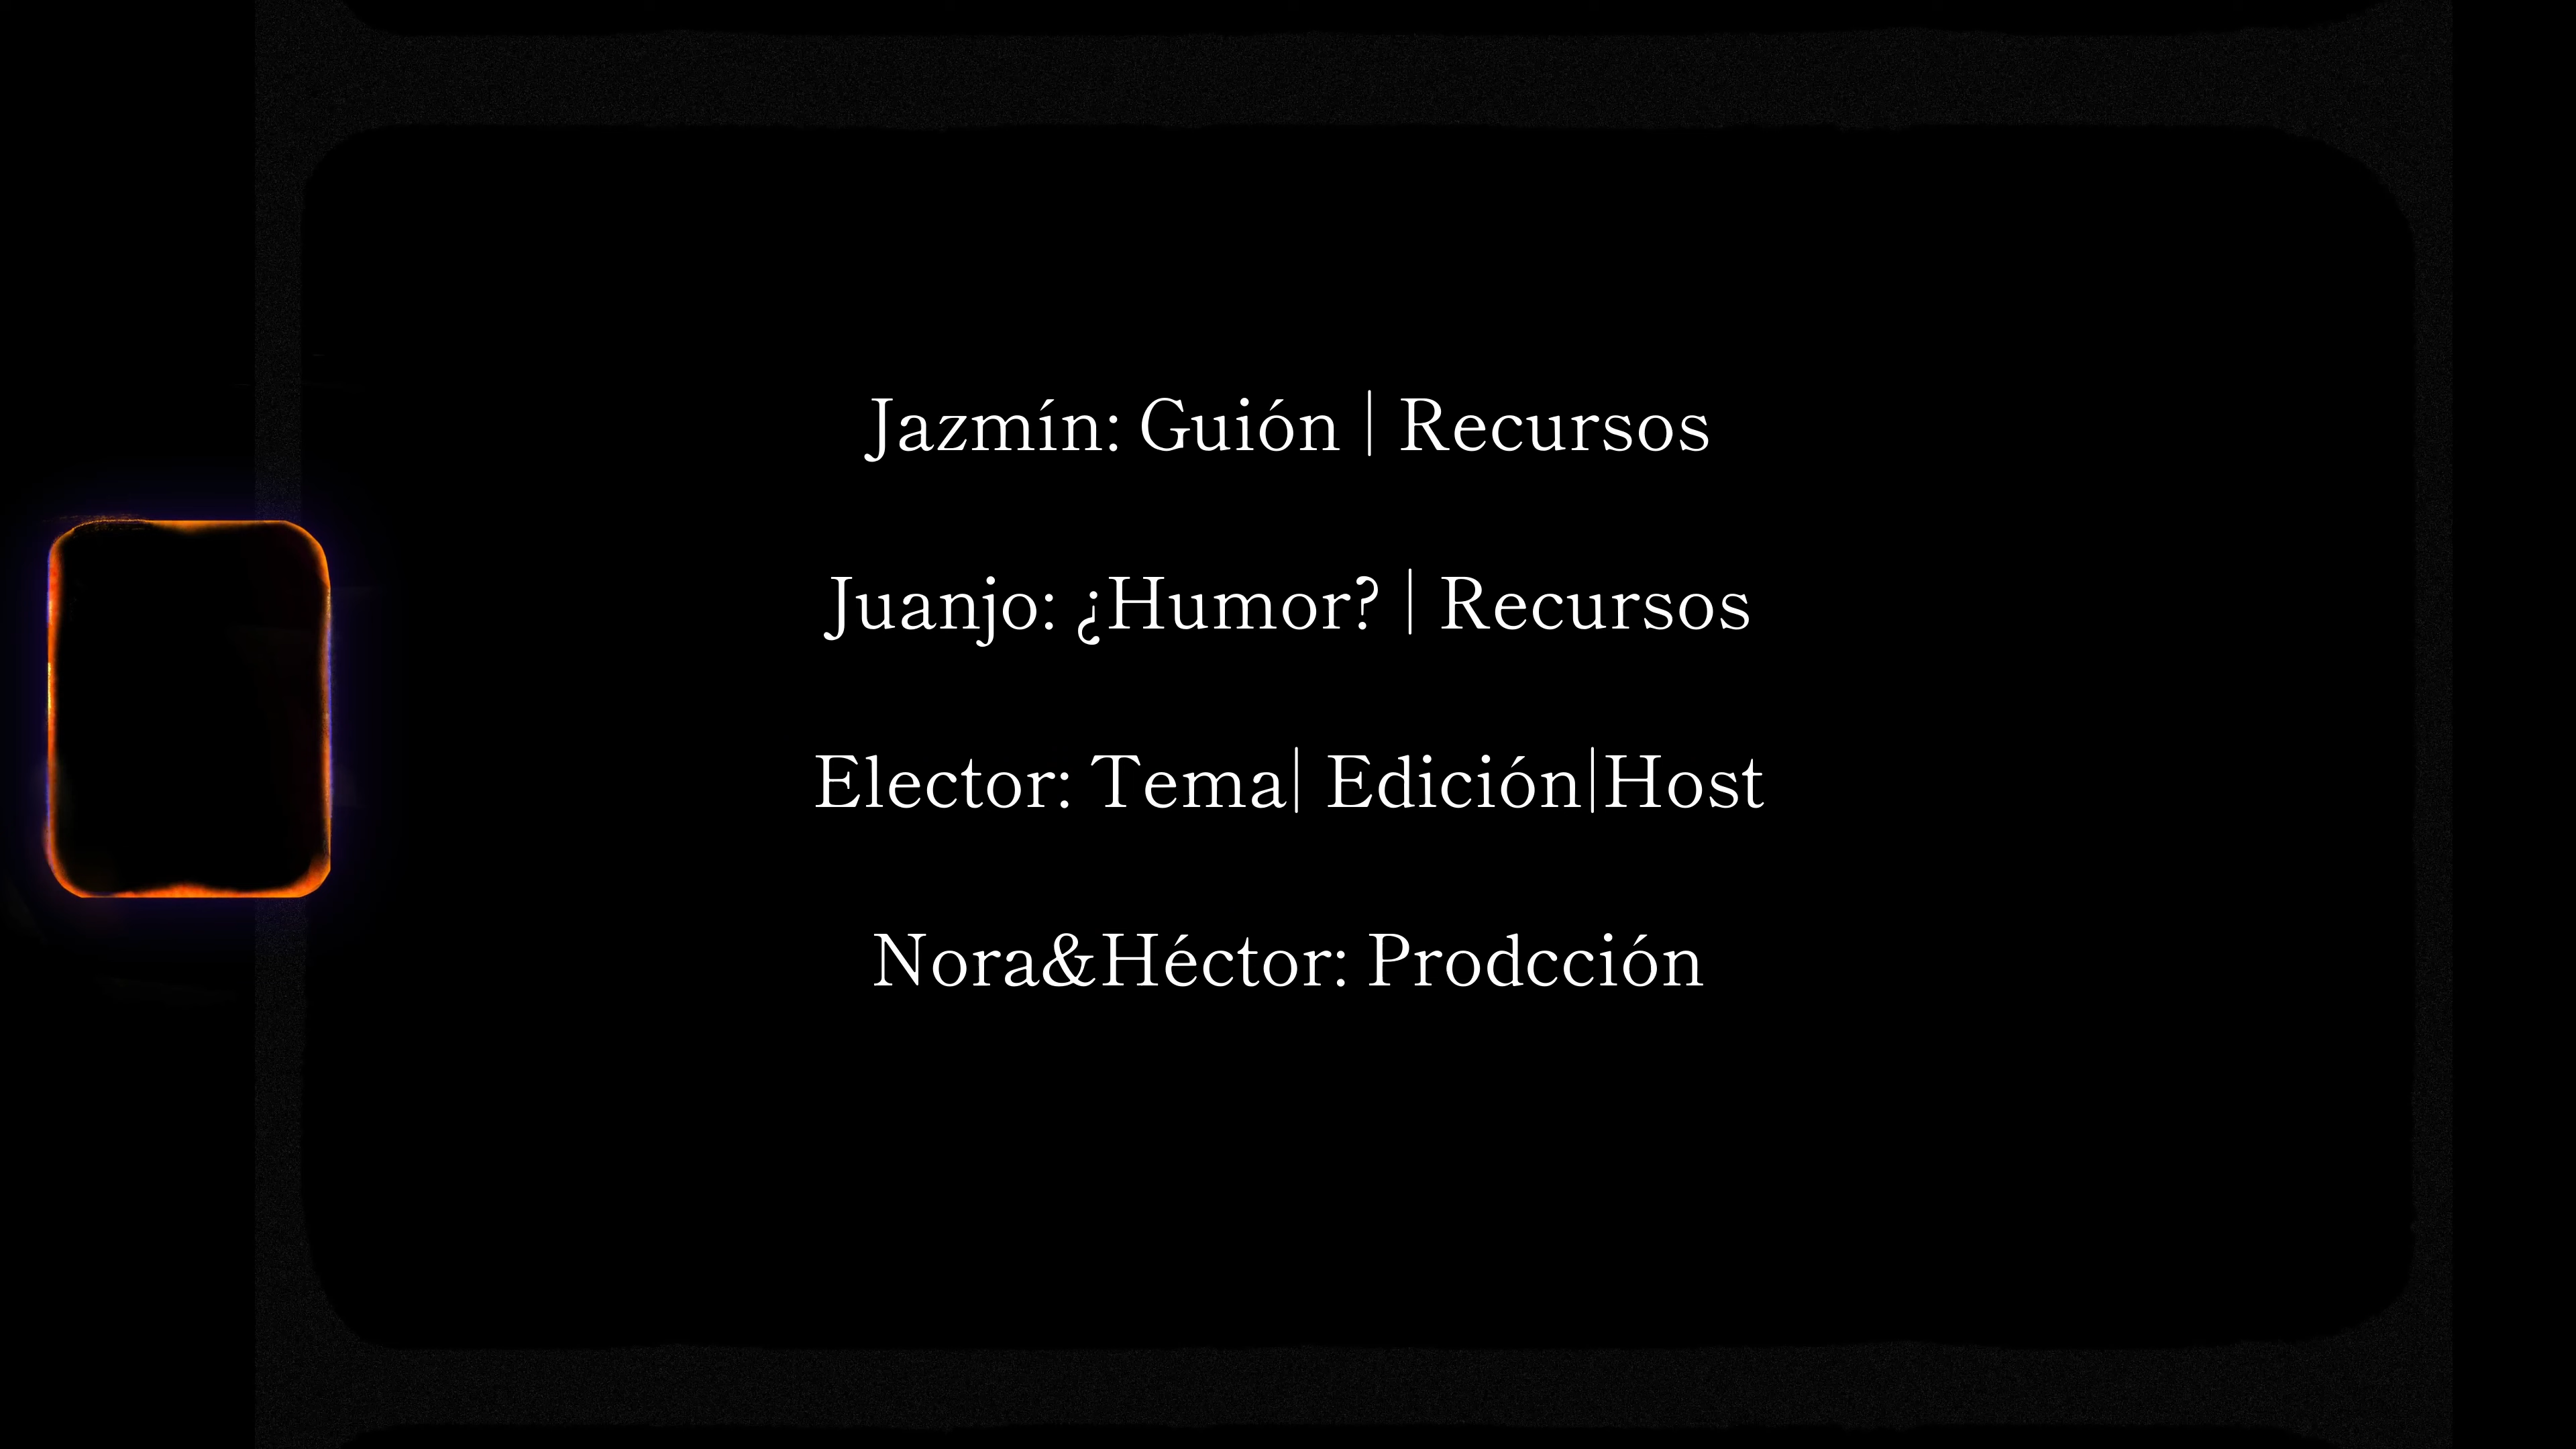 Jazmín: Guión | Recursos
Juanjo: ¿Humor? | Recursos
Elector: Tema| Edición|Host
Nora&Héctor: Prodcción